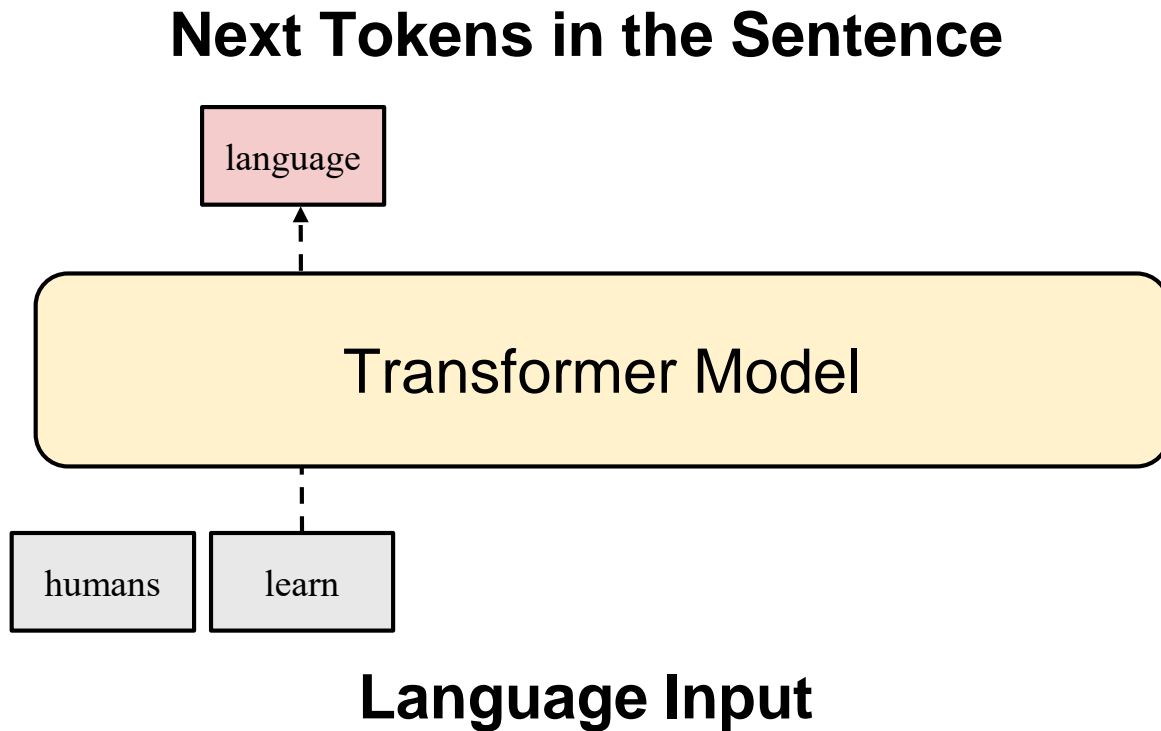 Next Tokens in the Sentence
language
Transformer Model
humans
learn
Language Input